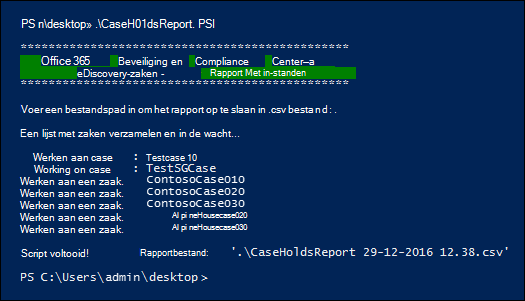 PS n\desktop» .\CaseH01dsReport. PSI
***********************************************
Office 365 Beveiliging en Compliance Center–a
eDiscovery-zaken - Rapport Met in-standen
***********************************************
Voer een bestandspad in om het rapport op te slaan in .csv bestand: .
Een lijst met zaken verzamelen en in de wacht...
Werken aan case : Testcase 10
Working on case : TestSGCase
Werken aan een zaak. ContosoCase010
Werken aan een zaak. ContosoCase020
Werken aan een zaak. ContosoCase030
Werken aan een zaak. Al pi neHousecase020
Werken aan een zaak. Al pi neHousecase030
Script voltooid! Rapportbestand: '.\CaseHoldsReport 29-12-2016 12.38.csv'
PS C:\Users\admin\desktop>